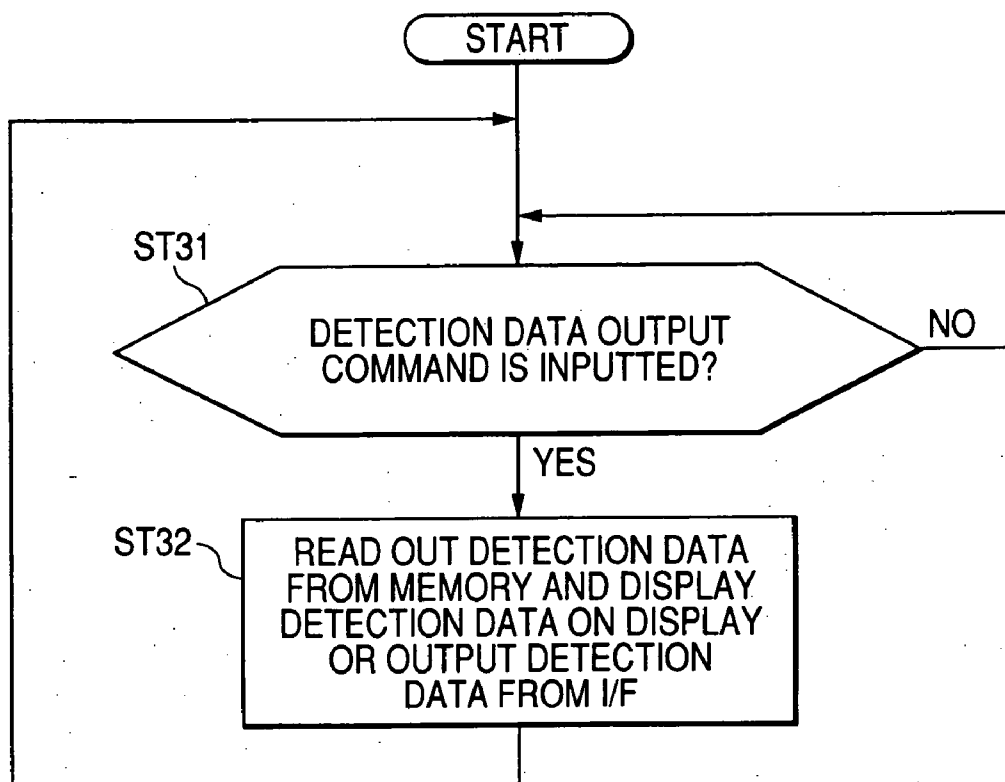 START
ST31
DETECTION DATA OUTPUT
COMMAND IS INPUTTED?
NO
YES
ST32
READ OUT DETECTION DATA
FROM MEMORY AND DISPLAY
DETECTION DATA ON DISPLAY
OR OUTPUT DETECTION
DATA FROM I/F